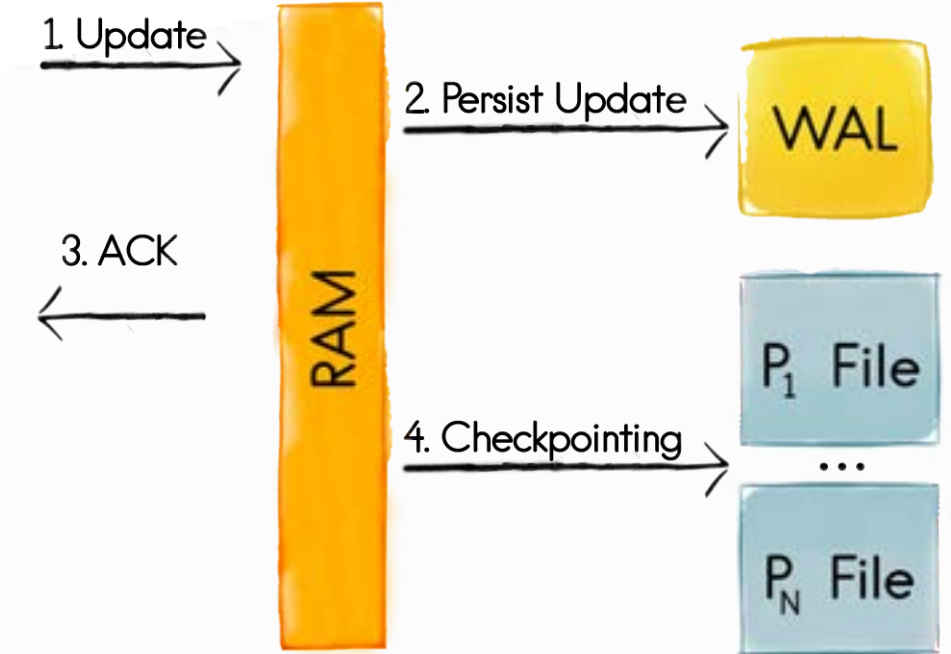 1. Update
2. Persist Update
WAL
3. ACK
RAM
P1 File
4. Checkpointing
...
PN File